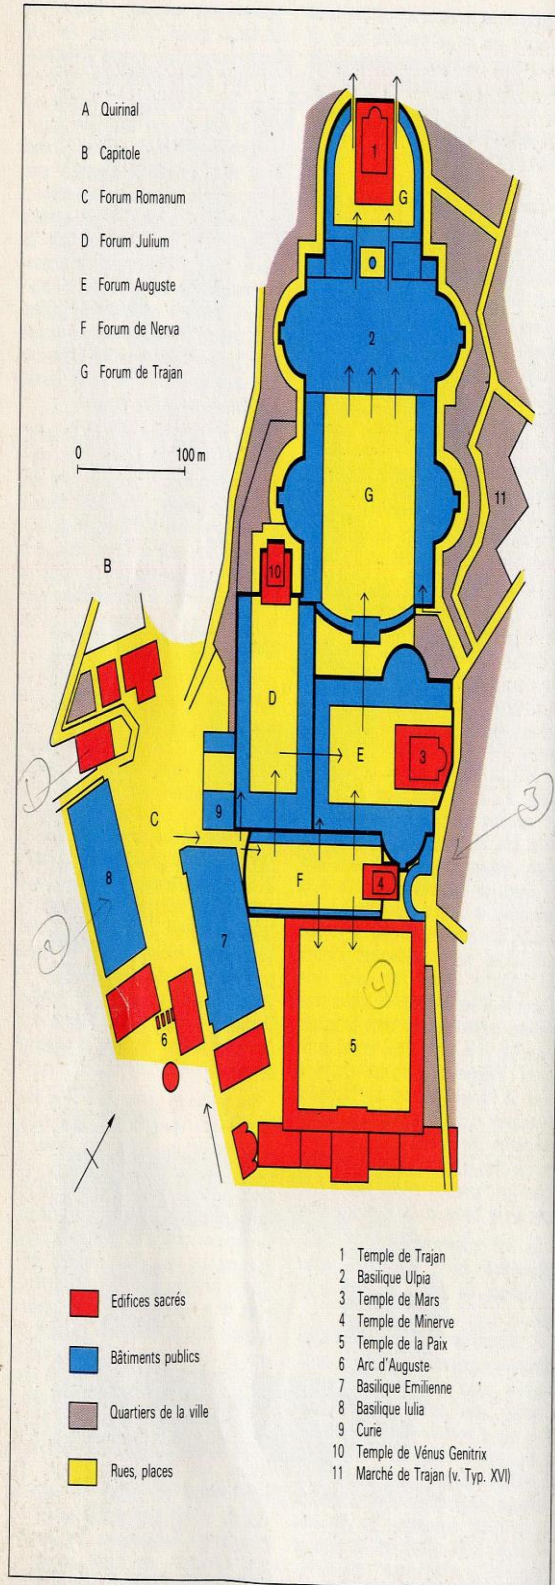 A Quirinal
B Capitole
C Forum Romanum
D Forum Julium
E Forum Auguste
F Forum de Nerva
G Forum de Trajan
0 100 m
1
G
2
G
11
B
10
D
E
3
1
9
C
3
F
4
8
7
2
4
6
5
Edifices sacrés
Bâtiments publics
Quartiers de la ville
Rues, places
1 Temple de Trajan
2 Basilique Ulpia
3 Temple de Mars
4 Temple de Minerve
5 Temple de la Paix
6 Arc d'Auguste
7 Basilique Emilienne
8 Basilique Iulia
9 Curie
10 Temple de Vénus Genitrix
11 Marché de Trajan (v. Typ. XVI)